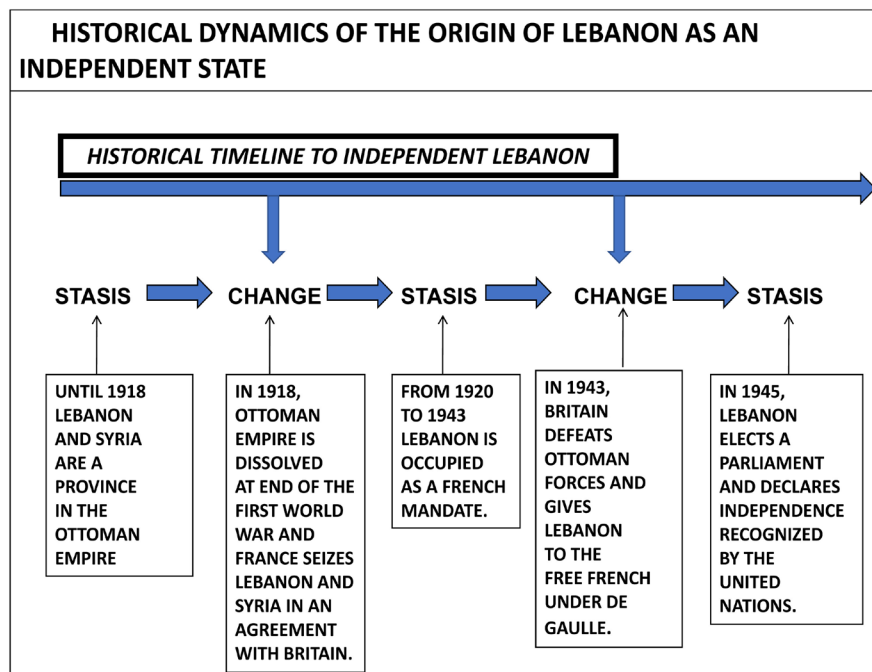 HISTORICAL DYNAMICS OF THE ORIGIN OF LEBANON AS AN
INDEPENDENT STATE
HISTORICAL TIMELINE TO INDEPENDENT LEBANON
STASIS
CHANGE
STASIS
CHANGE
STASIS
UNTIL 1918
LEBANON
AND SYRIA
ARE A
PROVINCE
IN THE
OTTOMAN
EMPIRE
IN 1918,
OTTOMAN
EMPIRE IS
DISSOLVED
AT END OF THE
FIRST WORLD
WAR AND
FRANCE SEIZES
LEBANON AND
SYRIA IN AN
AGREEMENT
WITH BRITAIN.
FROM 1920
TO 1943
LEBANON IS
OCCUPIED
AS A FRENCH
MANDATE.
IN 1943,
BRITAIN
DEFEATS
OTTOMAN
FORCES AND
GIVES
LEBANON
TO THE
FREE FRENCH
UNDER DE
GAULLE.
IN 1945,
LEBANON
ELECTS A
PARLIAMENT
AND DECLARES
INDEPENDENCE
RECOGNIZED
BY THE
UNITED
NATIONS.